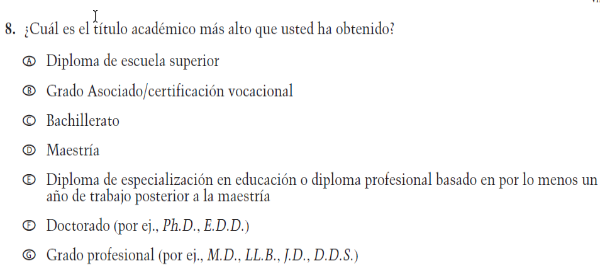 8. ¿Cuál es el título académico más alto que usted ha obtenido?
A Diploma de escuela superior
B Grado Asociado/certificación vocacional
C Bachillerato
D Maestría
E Diploma de especialización en educación o diploma profesional basado en por lo menos un
año de trabajo posterior a la maestría
F Doctorado (por ej., Ph.D., E.D.D.)
G Grado profesional (por ej., M.D., LL.B., J.D., D.D.S.)